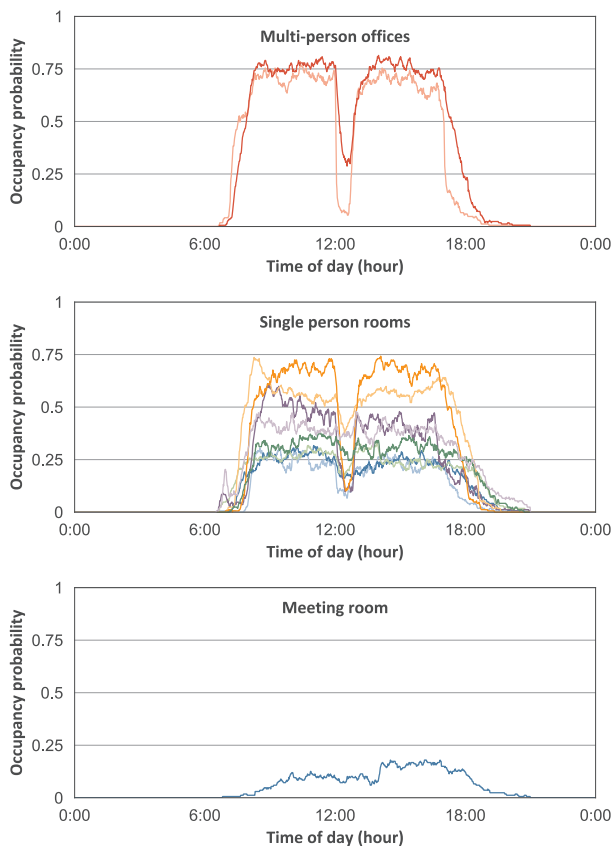 Multi-person offices
Occupancy probability
1
0.75
0.5
0.25
0
0:00 6:00 12:00 18:00 0:00
Time of day (hour)
Single person rooms
Occupancy probability
1
0.75
0.5
0.25
0
0:00 6:00 12:00 18:00 0:00
Time of day (hour)
Meeting room
Occupancy probability
1
0.75
0.5
0.25
0
0:00 6:00 12:00 18:00 0:00
Time of day (hour)